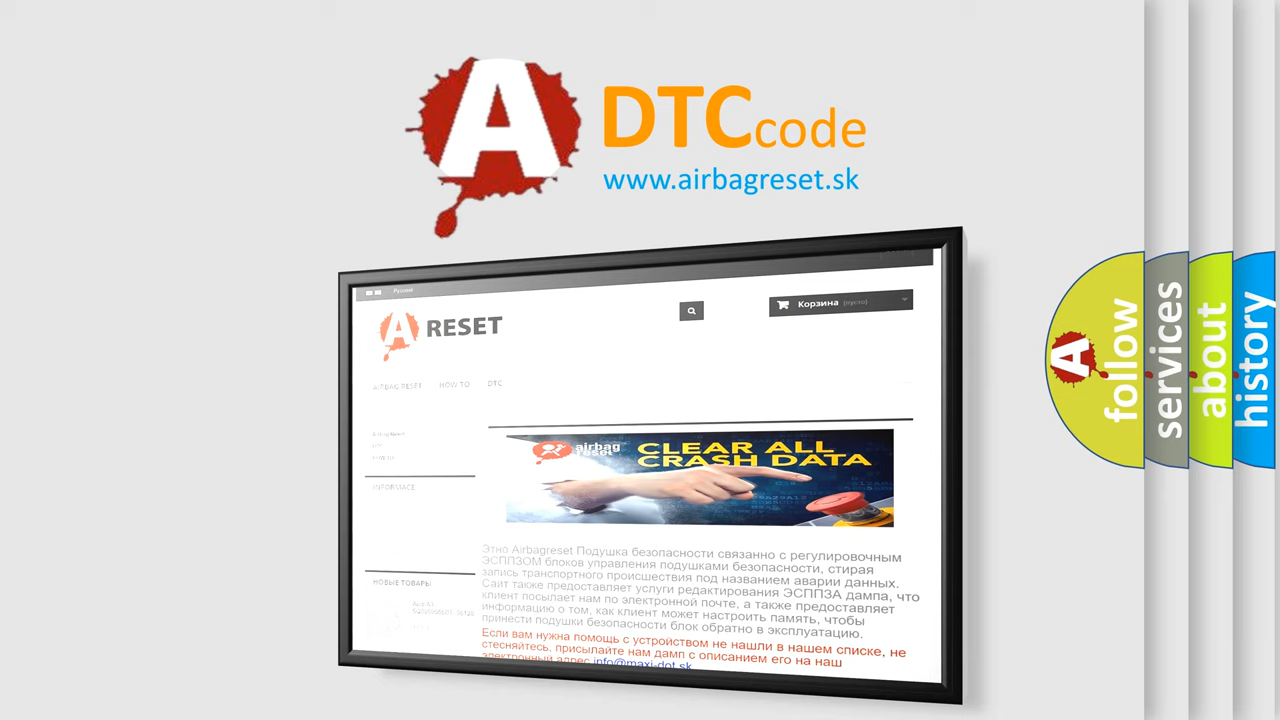 A DTCcode
www.airbagreset.sk
Русский
A RESET
Корзина (пусто)
AIRBAG RESET HOW TO DTC
INFORMACE
airbag reset CLEAR ALL
CRASH DATA
Этно Airbagreset Подушка безопасности связанно с регулировочным
ЭСППЗОМ блоков управления подушками безопасности, стирая
запись транспортного происшествия под названием аварии данных.
Сайт также предоставляет услуги редактирования ЭСППЗА дампа, что
клиент посылает нам по электронной почте, а также предоставляет
информацию о том, как клиент может настроить память, чтобы
принести подушки безопасности блок обратно в эксплуатацию.
Если вам нужна помощь с устройством не нашли в нашем списке, не
стесняйтесь, присылайте нам дамп с описанием его на наш
электронный адрес info@maxi-dot.sk
НОВЫЕ ТОВАРЫ
A follow
services
about
history